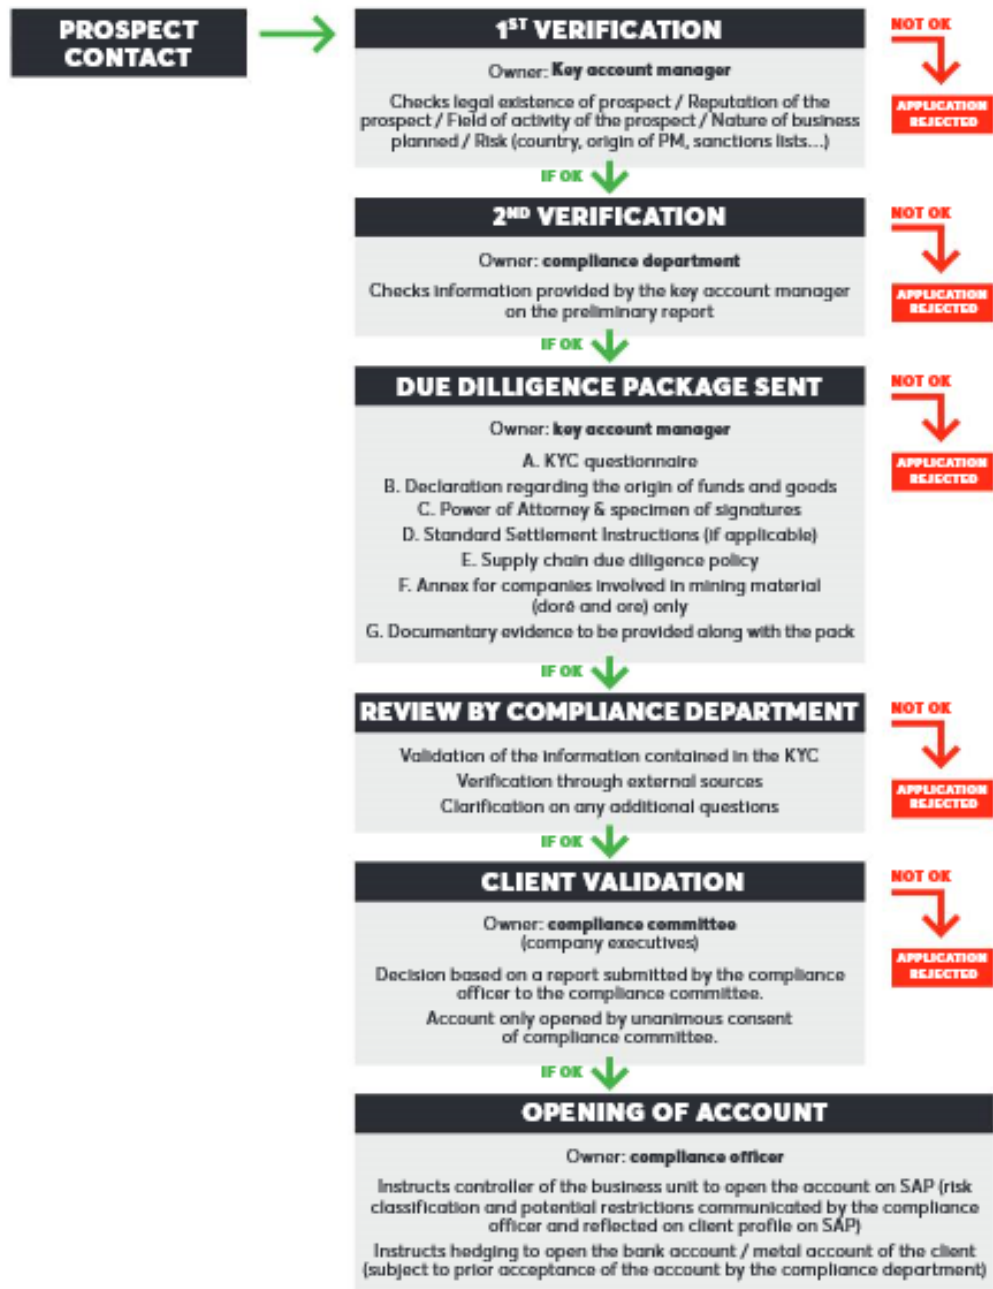 PROSPECT
CONTACT
1ST VERIFICATION
Owner: Key account manager
Checks legal existence of prospect / Reputation of the
prospect / Field of activity of the prospect / Nature of business
planned / Risk (country, origin of PM, sanctions lists...)
NOT OK
APPLICATION
REJECTED
IF OK
2ND VERIFICATION
Owner: compliance department
Checks information provided by the key account manager
on the preliminary report
NOT OK
APPLICATION
REJECTED
IF OK
DUE DILLIGENCE PACKAGE SENT
Owner: key account manager
A. KYC questionnaire
B. Declaration regarding the origin of funds and goods
C. Power of Attorney & specimen of signatures
D. Standard Settlement Instructions (if applicable)
E. Supply chain due diligence policy
F. Annex for companies involved in mining material
(doré and ore) only
G. Documentary evidence to be provided along with the pack
NOT OK
APPLICATION
REJECTED
IF OK
REVIEW BY COMPLIANCE DEPARTMENT
Validation of the information contained in the KYC
Verification through external sources
Clarification on any additional questions
NOT OK
APPLICATION
REJECTED
IF OK
CLIENT VALIDATION
Owner: compliance committee
(company executives)
Decision based on a report submitted by the compliance
officer to the compliance committee.
Account only opened by unanimous consent
of compliance committee.
NOT OK
APPLICATION
REJECTED
IF OK
OPENING OF ACCOUNT
Owner: compliance officer
Instructs controller of the business unit to open the account on SAP (risk
classification and potential restrictions communicated by the compliance
officer and reflected on client profile on SAP)
Instructs hedging to open the bank account / metal account of the client
(subject to prior acceptance of the account by the compliance department)